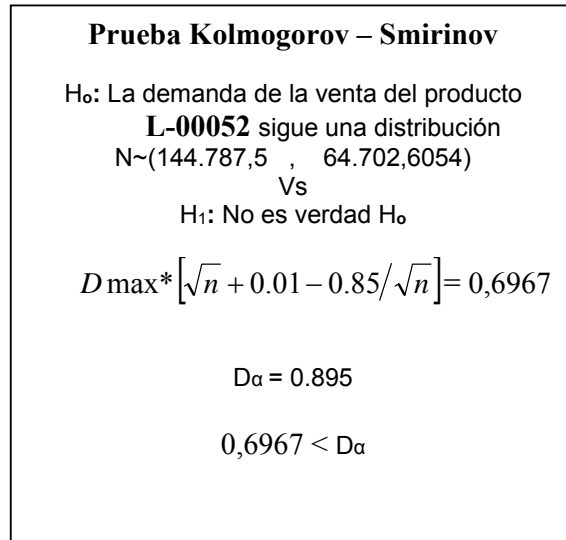 Prueba Kolmogorov – Smirinov
Ho: La demanda de la venta del producto
L-00052 sigue una distribución
N~(144.787,5 , 64.702,6054)
Vs
H1: No es verdad Ho
D max*[√n + 0.01 − 0.85/√n]= 0,6967
Dα = 0.895
0,6967 < Dα